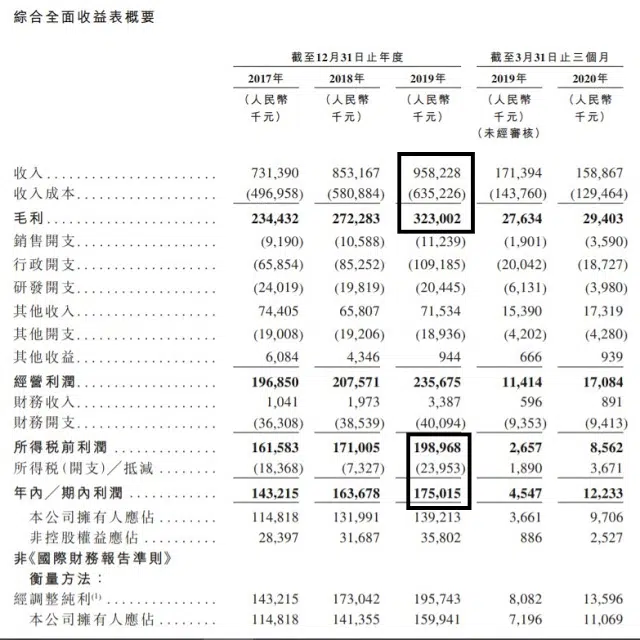 綜合全面收益表概要
截至12月31日止年度 截至3月31日止三個月
2017年 2018年 2019年 2019年 2020年
(人民幣 (人民幣 (人民幣 (人民幣 (人民幣
千元) 千元) 千元) 千元) 千元)
(未經審核)
收入 731,390 853,167 958,228 171,394 158,867
收入成本 (496,958) (580,884) (635,226) (143,760) (129,464)
毛利 234,432 272,283 323,002 27,634 29,403
銷售開支 (9,190) (10,588) (11,239) (1,901) (3,590)
行政開支 (65,854) (85,252) (109,185) (20,042) (18,727)
研發開支 (24,019) (19,819) (20,445) (6,131) (3,980)
其他收入 74,405 65,807 71,534 15,390 17,319
其他開支 (19,008) (19,206) (18,936) (4,202) (4,280)
其他收益 6,084 4,346 944 666 939
經營利潤 196,850 207,571 235,675 11,414 17,084
財務收入 1,041 1,973 3,387 596 891
財務開支 (36,308) (38,539) (40,094) (9,353) (9,413)
所得税前利潤 161,583 171,005 198,968 2,657 8,562
所得税(開支)╱抵減 (18,368) (7,327) (23,953) 1,890 3,671
年內╱期內利潤 143,215 163,678 175,015 4,547 12,233
本公司擁有人應佔 114,818 131,991 139,213 3,661 9,706
非控股權益應佔 28,397 31,687 35,802 886 2,527
非《國際財務報告準則》
衡量方法：
經調整純利(1) 143,215 173,042 195,743 8,082 13,596
本公司擁有人應佔 114,818 141,355 159,941 7,196 11,069